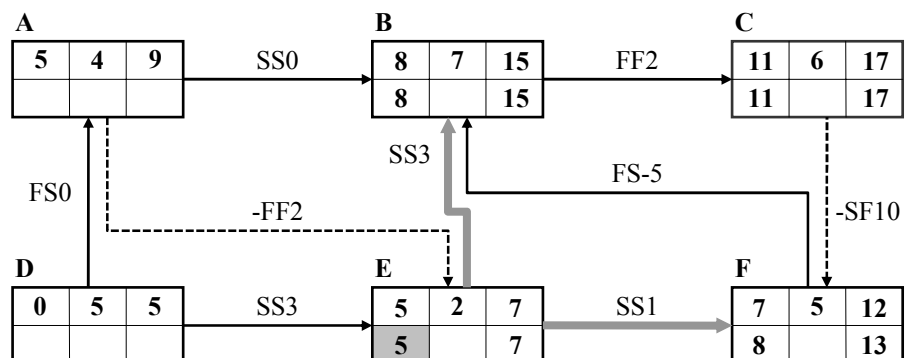 A B C
5 4 9 SS0 8 7 15 FF2 11 6 17
8 15 11 17
SS3
FS0 FS-5
-FF2 -SF10
D E F
0 5 5 SS3 5 2 7 SS1 7 5 12
5 7 8 13